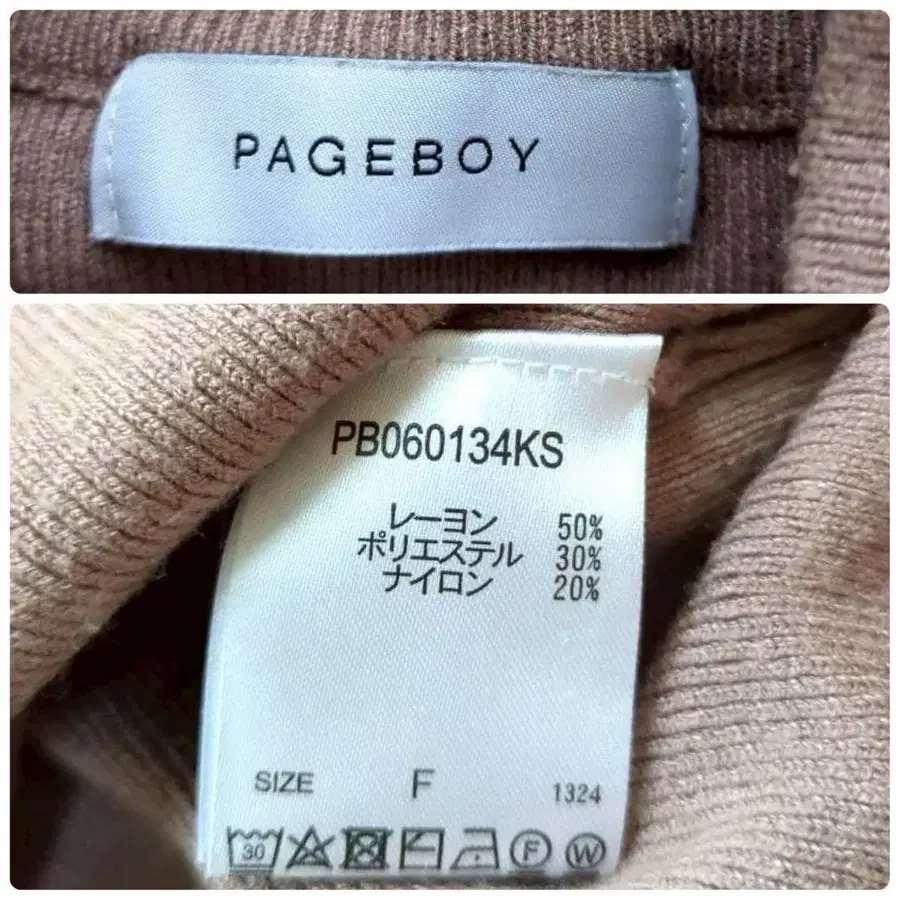 PAGEBOY
PB060134KS
レーヨン 50%
ポリエステル 30%
ナイロン 20%
SIZE F 1324
30 F W